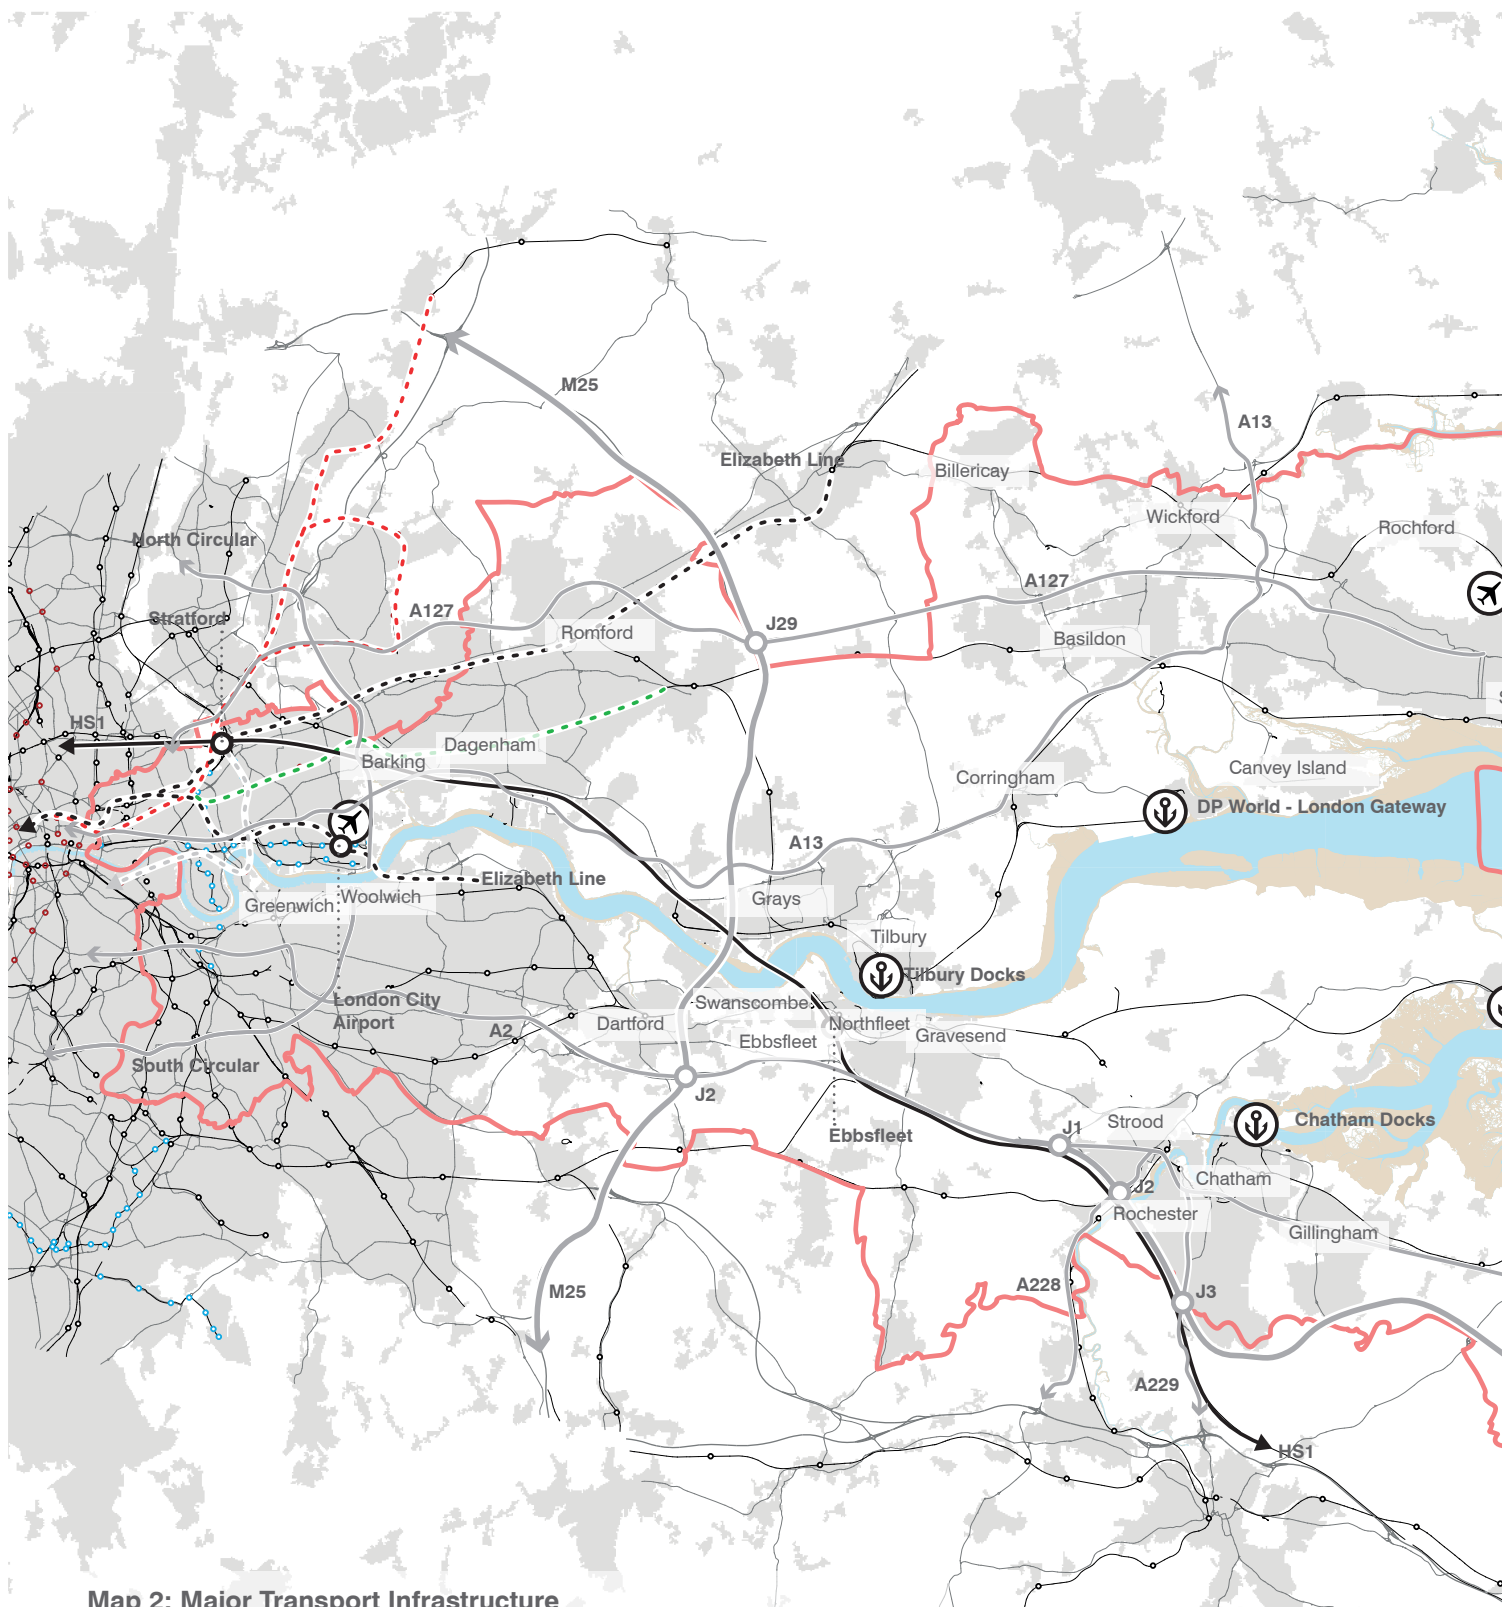 M25
A13
Elizabeth Line
Billericay
Wickford
Rochford
North Circular
A127
A127
Stratford
J29
Romford
Basildon
HS1
Dagenham
Barking
Corringham
Canvey Island
DP World - London Gateway
A13
Elizabeth Line
Woolwich
Greenwich
Grays
Tilbury
Tilbury Docks
London City
Airport
Swanscombe
Dartford
Northfleet
A2
Ebbsfleet
Gravesend
South Circular
J2
Strood
Chatham Docks
J1
Ebbsfleet
Chatham
J2
Rochester
Gillingham
A228
M25
J3
A229
HS1
Map 2: Major Transport Infrastructure